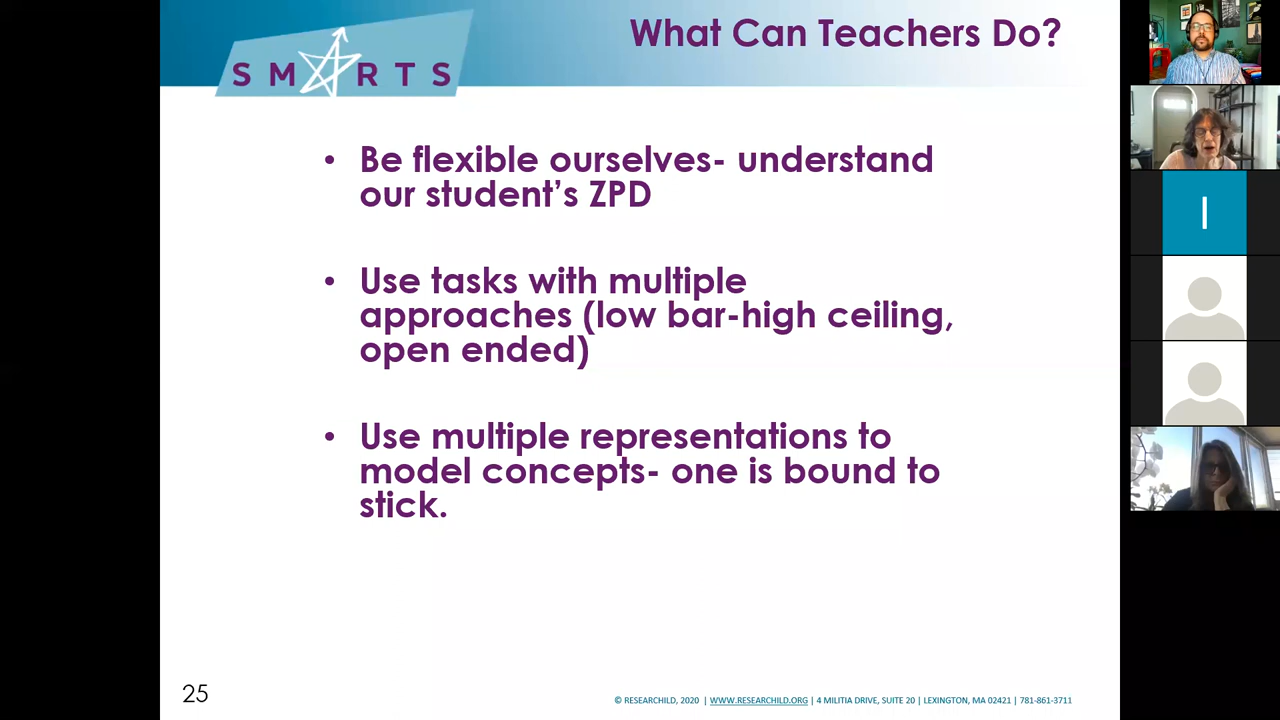 What Can Teachers Do?
SMARTS
• Be flexible ourselves- understand
our student's ZPD
• Use tasks with multiple
approaches (low bar-high ceiling,
open ended)
• Use multiple representations to
model concepts- one is bound to
stick.
25
© RESEARCHILD, 2020 | WWW.RESEARCHILD.ORG | 4 MILITIA DRIVE, SUITE 20 | LEXINGTON, MA 02421 | 781-861-3711
I